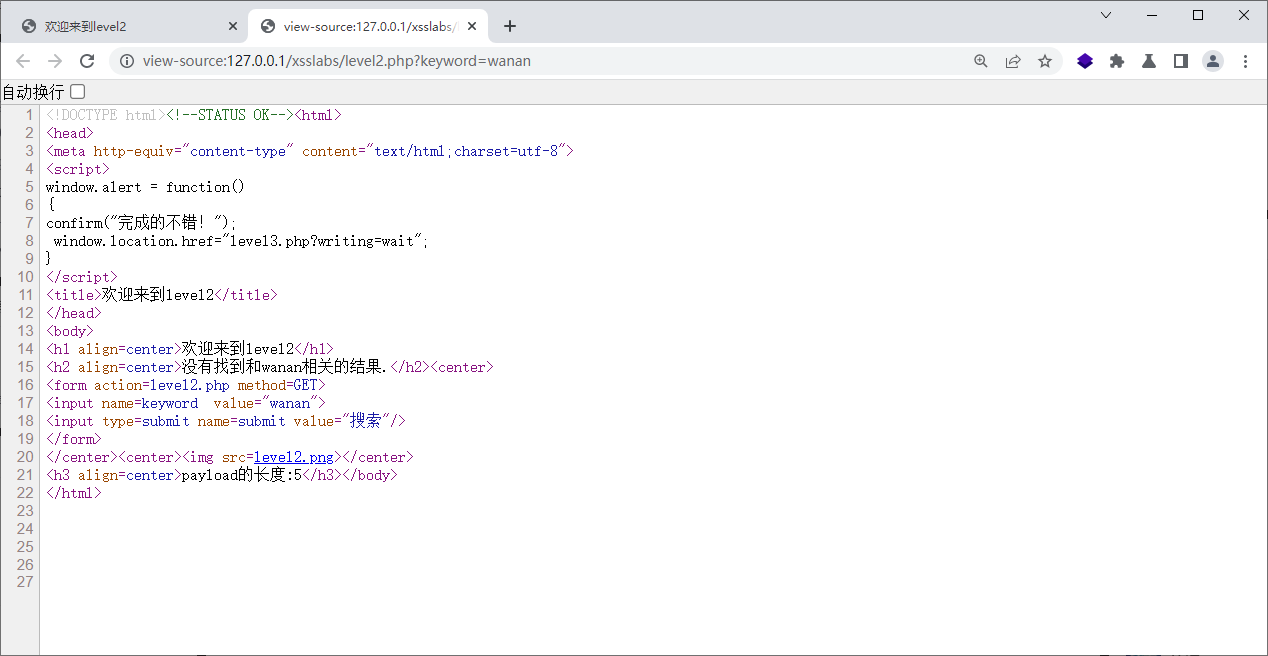 欢迎来到level2
view-source:127.0.0.1/xsslabs/l
view-source:127.0.0.1/xsslabs/level2.php?keyword=wanan
自动换行
1 <!DOCTYPE html><!--STATUS OK--><html>
2 <head>
3 <meta http-equiv="content-type" content="text/html;charset=utf-8">
4 <script>
5 window.alert = function()
6 {
7 confirm("完成的不错！");
8 window.location.href="level3.php?writing=wait";
9 }
10 </script>
11 <title>欢迎来到level2</title>
12 </head>
13 <body>
14 <h1 align=center>欢迎来到level2</h1>
15 <h2 align=center>没有找到和wanan相关的结果.</h2><center>
16 <form action=level2.php method=GET>
17 <input name=keyword  value="wanan">
18 <input type=submit name=submit value="搜索"/>
19 </form>
20 </center><center><img src=level2.png></center>
21 <h3 align=center>payload的长度:5</h3></body>
22 </html>
23
24
25
26
27